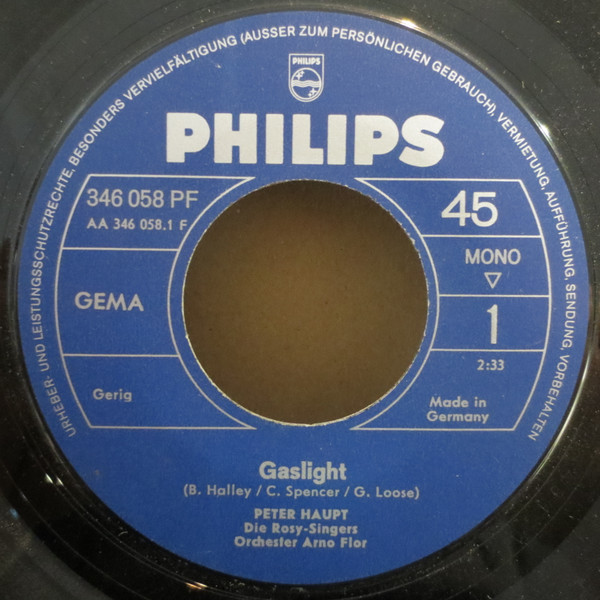 URHEBER- UND LEISTUNGSSCHUTZRECHTE, BESONDERS VERVIELFÄLTIGUNG (AUSSER ZUM PERSÖNLICHEN GEBRAUCH), VERMIETUNG, AUFFÜHRUNG, SENDUNG, VORBEHALTEN
PHILIPS
PHILIPS
346 058 PF
AA 346 058.1 F
45
MONO
GEMA
1
2:33
Gerig
Made in
Germany
Gaslight
(B. Halley / C. Spencer / G. Loose)
PETER HAUPT
Die Rosy-Singers
Orchester Arno Flor